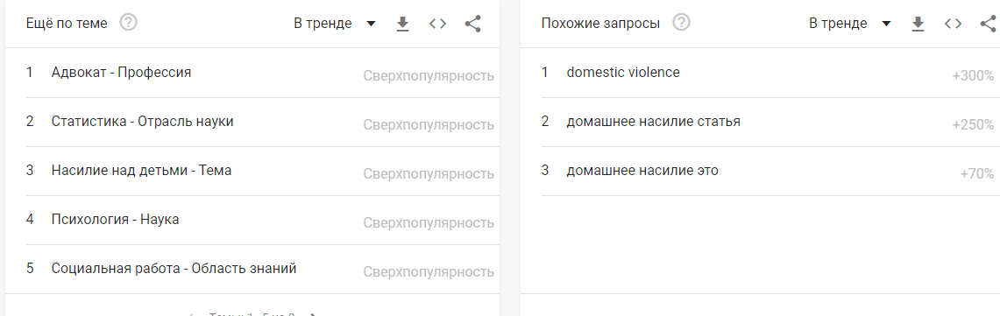 Ещё по теме
В тренде
1 Адвокат - Профессия Сверхпопулярность
2 Статистика - Отрасль науки Сверхпопулярность
3 Насилие над детьми - Тема Сверхпопулярность
4 Психология - Наука Сверхпопулярность
5 Социальная работа - Область знаний Сверхпопулярность
Похожие запросы
В тренде
1 domestic violence +300%
2 домашнее насилие статья +250%
3 домашнее насилие это +70%